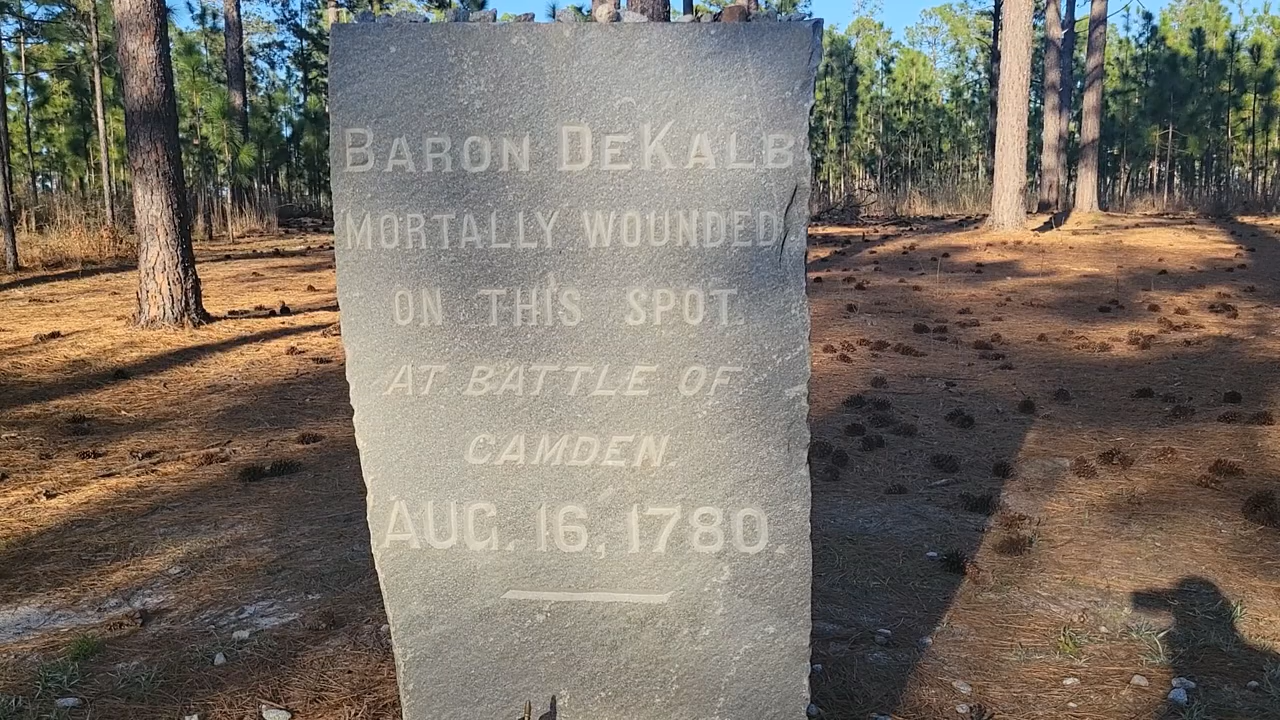 BARON DEKALB
MORTALLY WOUNDED
ON THIS SPOT
AT BATTLE OF
CAMDEN.
AUG. 16, 1780.